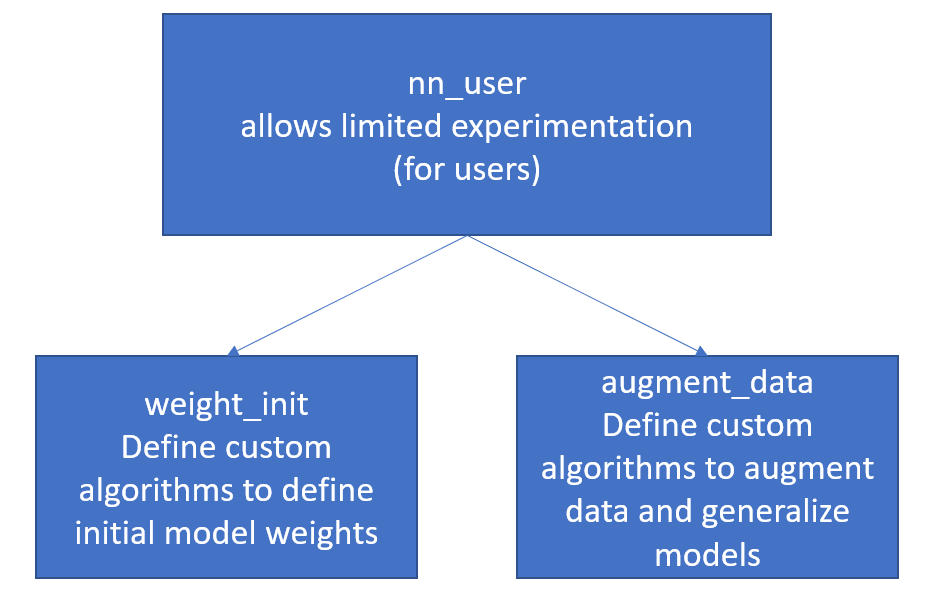 nn_user
allows limited experimentation
(for users)
weight_init
Define custom
algorithms to define
initial model weights
augment_data
Define custom
algorithms to augment
data and generalize
models